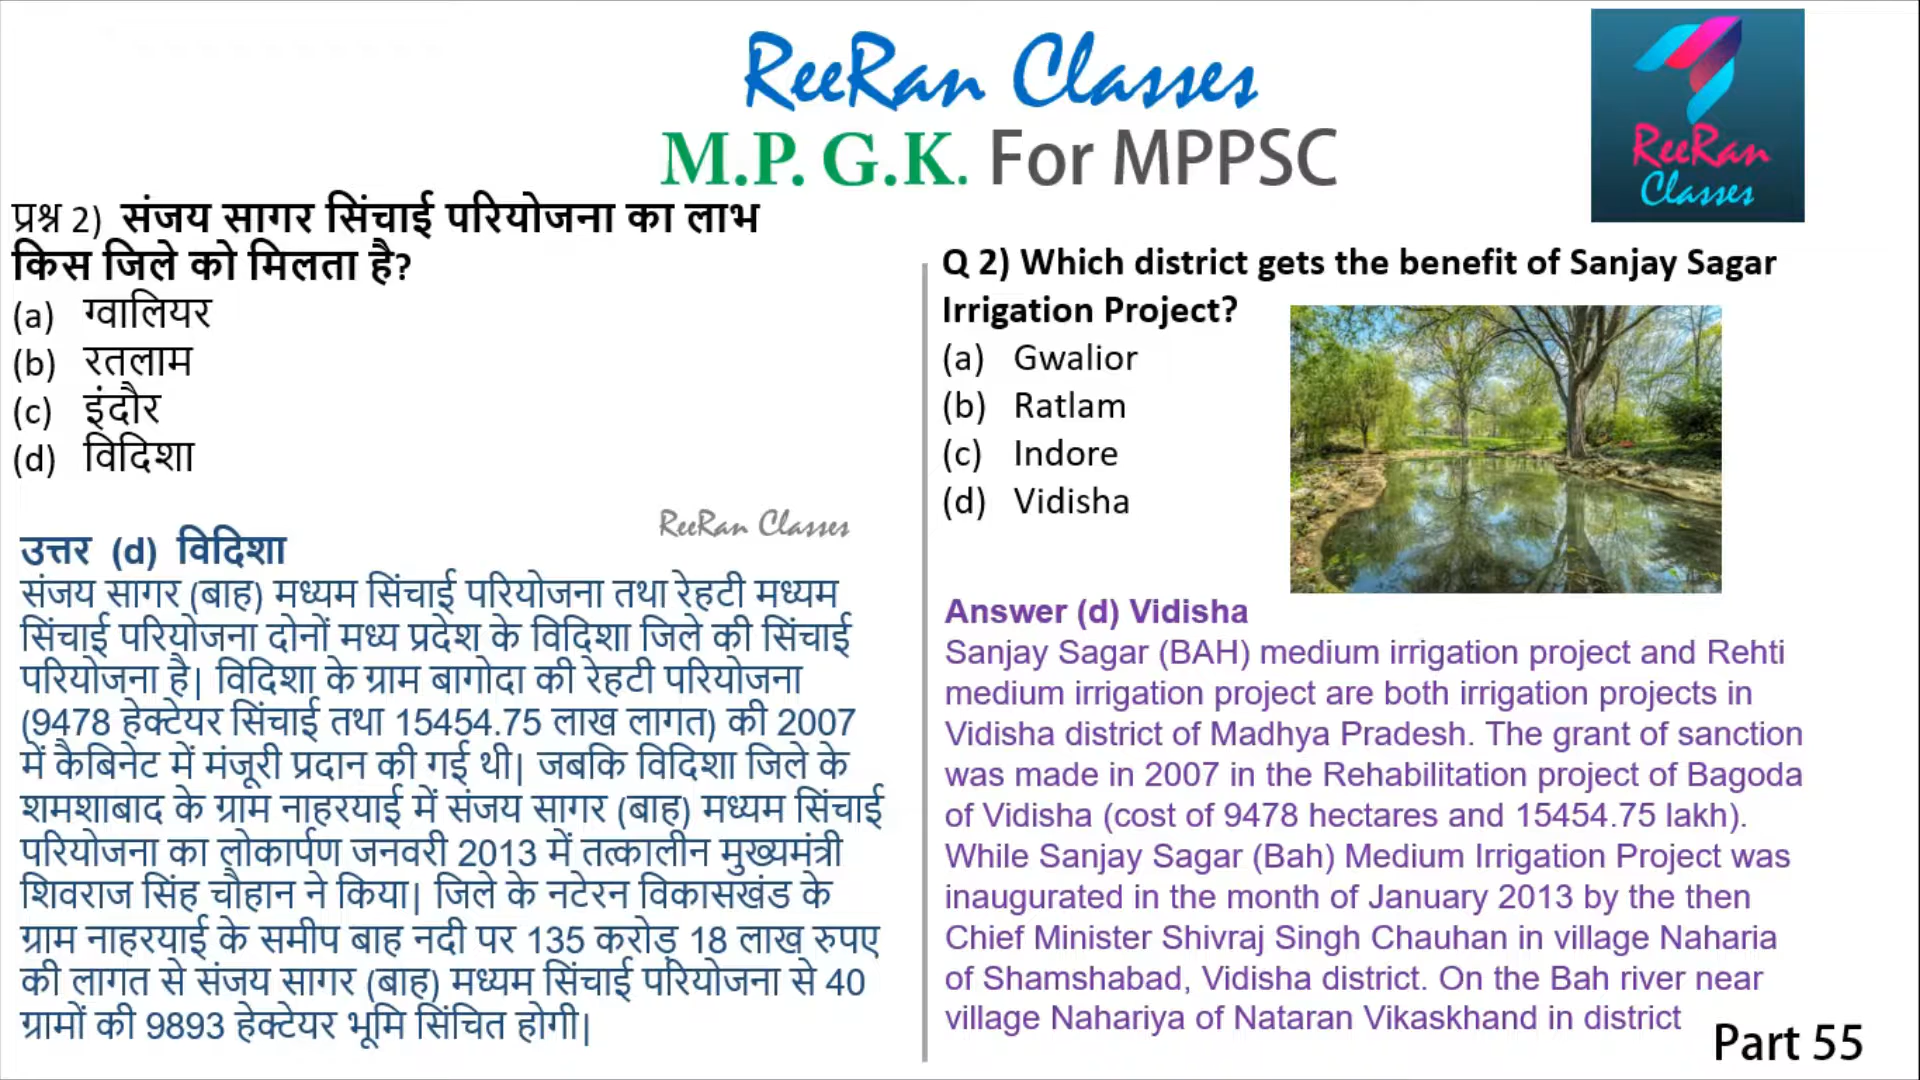 ReeRan Classes
M.P. G.K. For MPPSC
ReeRan
Classes
प्रश्न 2) संजय सागर सिंचाई परियोजना का लाभ
किस जिले को मिलता है?
(a) ग्वालियर
(b) रतलाम
(c) इंदौर
(d) विदिशा
ReeRan Classes
उत्तर (d) विदिशा
संजय सागर (बाह) मध्यम सिंचाई परियोजना तथा रेहटी मध्यम
सिंचाई परियोजना दोनों मध्य प्रदेश के विदिशा जिले की सिंचाई
परियोजना है। विदिशा के ग्राम बागोदा की रेहटी परियोजना
(9478 हेक्टेयर सिंचाई तथा 15454.75 लाख लागत) की 2007
में कैबिनेट में मंजूरी प्रदान की गई थी। जबकि विदिशा जिले के
शमशाबाद के ग्राम नाहरयाई में संजय सागर (बाह) मध्यम सिंचाई
परियोजना का लोकार्पण जनवरी 2013 में तत्कालीन मुख्यमंत्री
शिवराज सिंह चौहान ने किया। जिले के नटेरन विकासखंड के
ग्राम नाहरयाई के समीप बाह नदी पर 135 करोड़ 18 लाख रुपए
की लागत से संजय सागर (बाह) मध्यम सिंचाई परियोजना से 40
ग्रामों की 9893 हेक्टेयर भूमि सिंचित होगी।
Q 2) Which district gets the benefit of Sanjay Sagar
Irrigation Project?
(a) Gwalior
(b) Ratlam
(c) Indore
(d) Vidisha
Answer (d) Vidisha
Sanjay Sagar (BAH) medium irrigation project and Rehti
medium irrigation project are both irrigation projects in
Vidisha district of Madhya Pradesh. The grant of sanction
was made in 2007 in the Rehabilitation project of Bagoda
of Vidisha (cost of 9478 hectares and 15454.75 lakh).
While Sanjay Sagar (Bah) Medium Irrigation Project was
inaugurated in the month of January 2013 by the then
Chief Minister Shivraj Singh Chauhan in village Naharia
of Shamshabad, Vidisha district. On the Bah river near
village Nahariya of Nataran Vikaskhand in district
Part 55